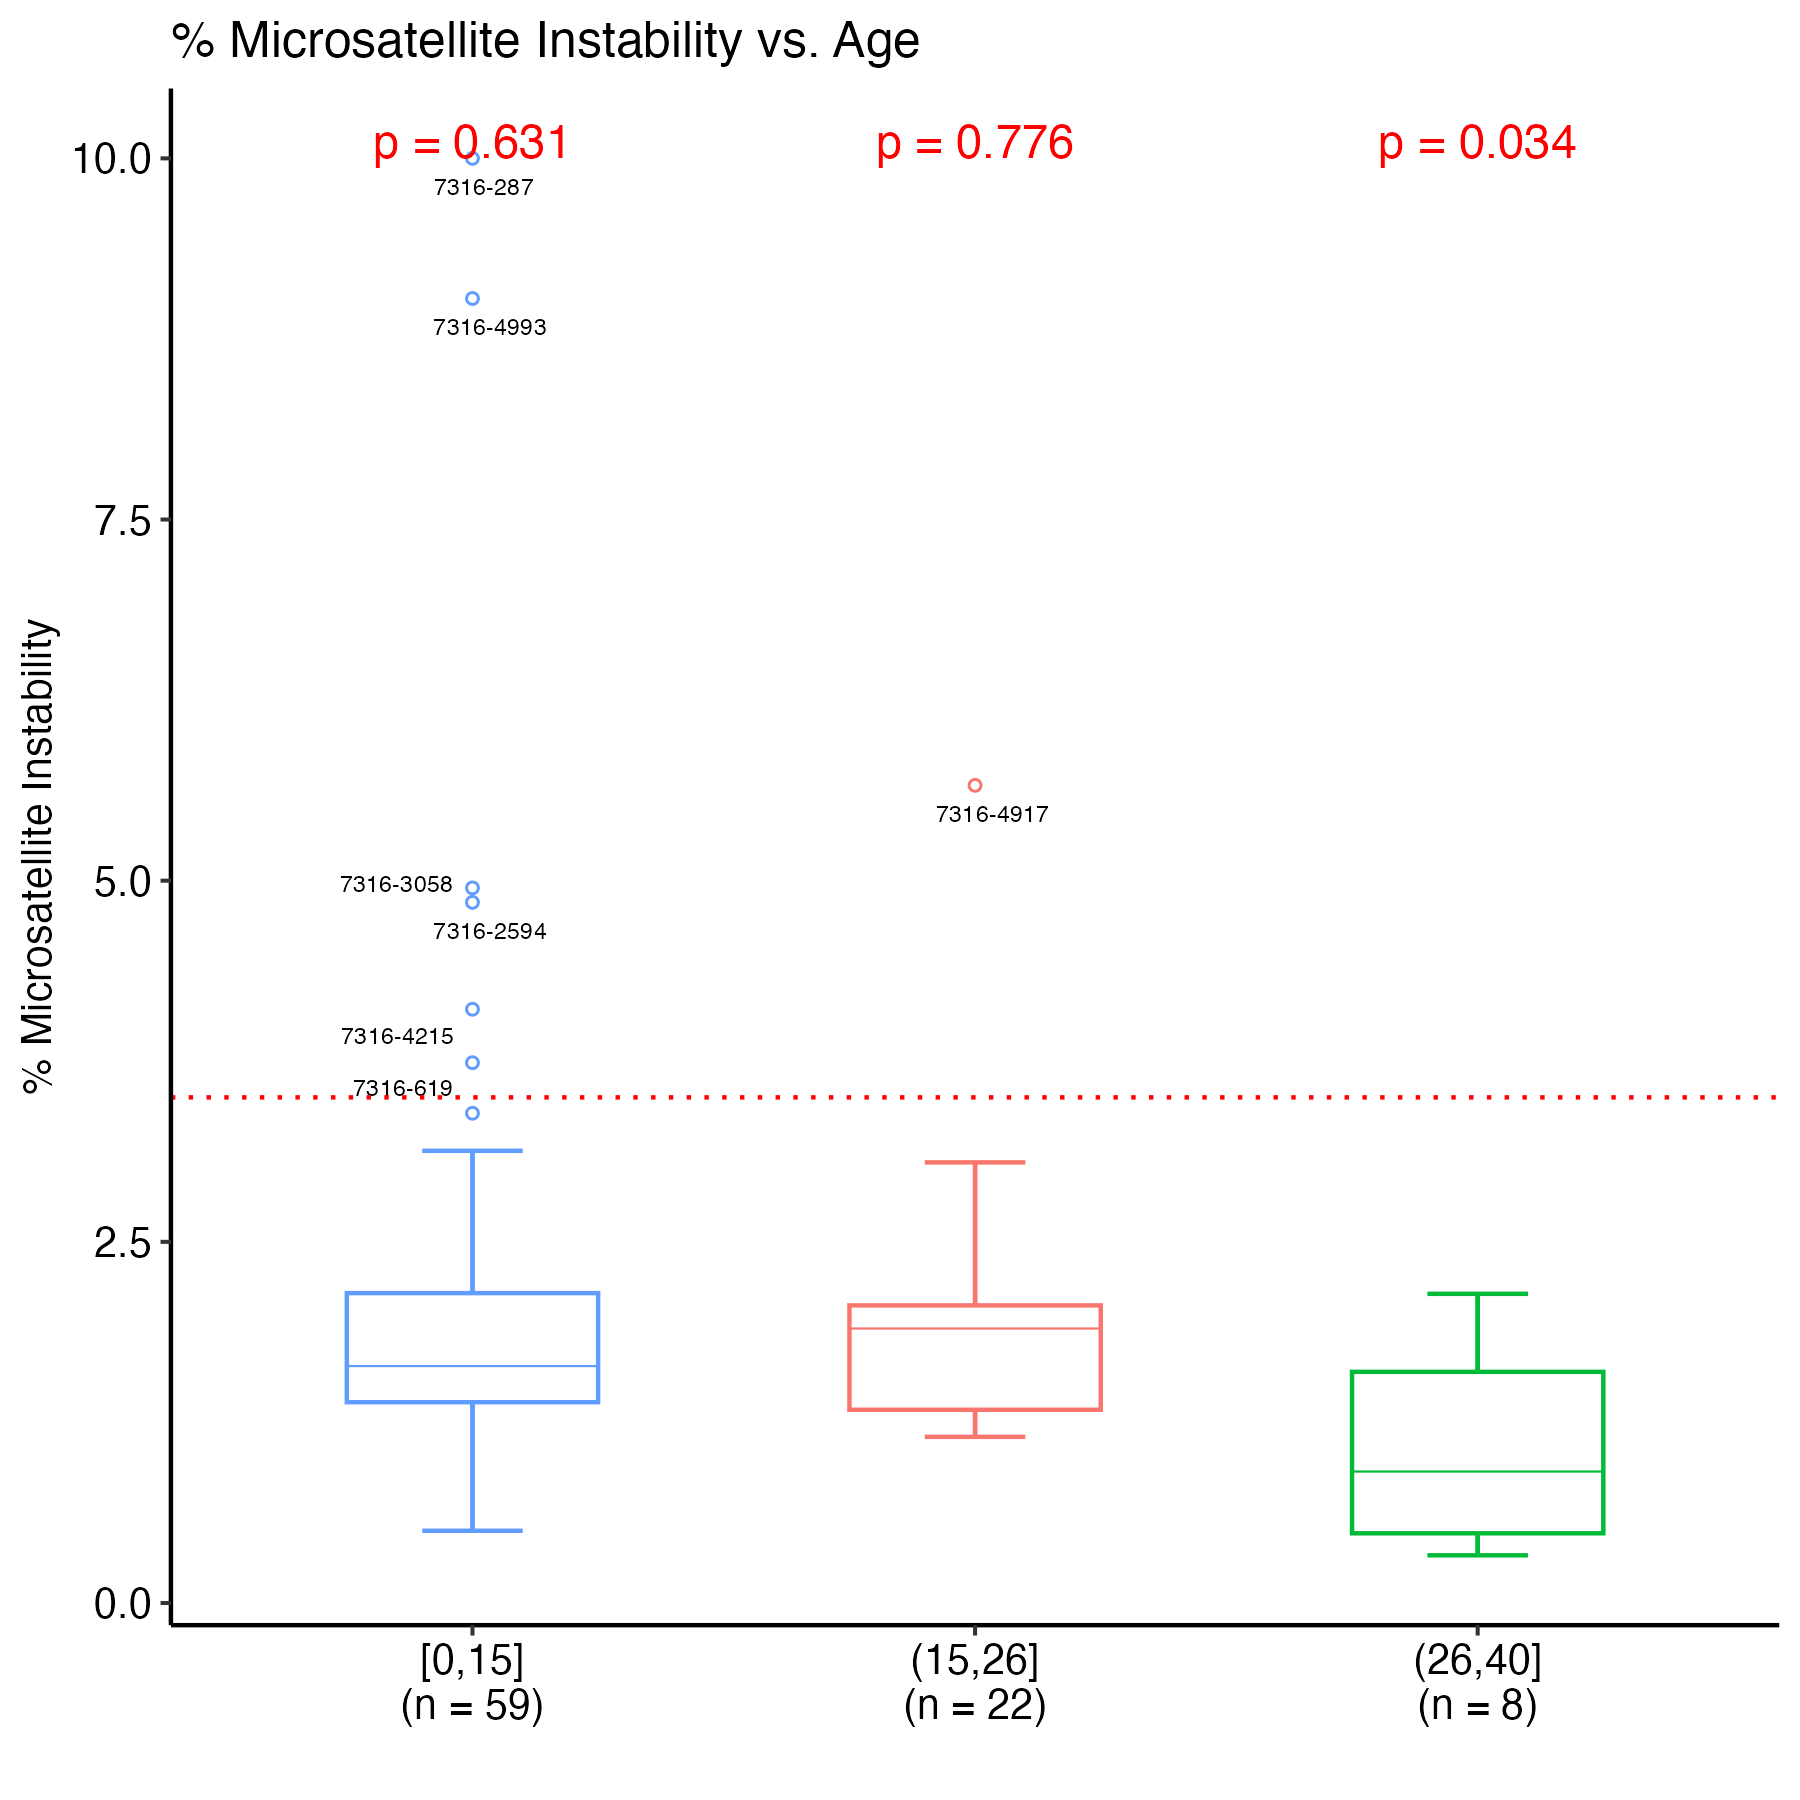 % Microsatellite Instability vs. Age
p = 0.631
p = 0.776
p = 0.034
10.0
7316-287
7316-4993
7.5
7316-4917
5.0
7316-3058
7316-2594
7316-4215
7316-619
2.5
0.0
% Microsatellite Instability
[0,15]
(n = 59)
(15,26]
(n = 22)
(26,40]
(n = 8)